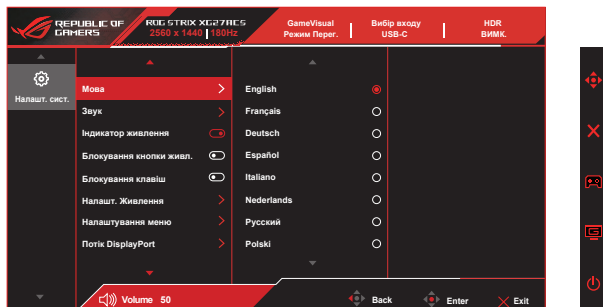 REPUBLIC OF
GAMERS
ROG STRIX XG27ACS
2560 x 1440 | 180Hz
GameVisual
Режим Перег.
Вибір входу
USB-C
HDR
ВИМК.
Налашт. сист.
Мова
Звук
Індикатор живлення
Блокування кнопки живл.
Блокування клавіш
Налашт. Живлення
Налаштування меню
Потік DisplayPort
English
Français
Deutsch
Español
Italiano
Nederlands
Русский
Polski
Volume 50
Back
Enter
Exit